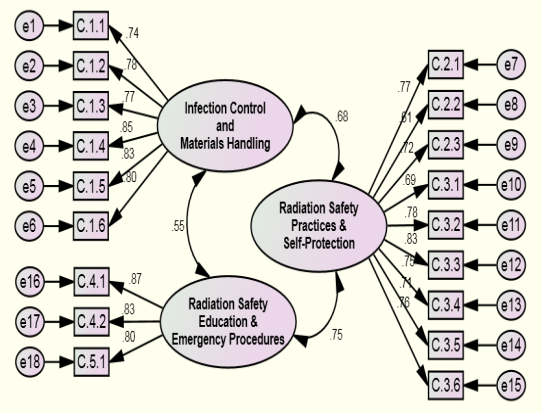 e1 C.1.1 .74
e2 C.1.2 .78
e3 C.1.3 .77
e4 C.1.4 .85
e5 C.1.5 .83
e6 C.1.6 .80
Infection Control
and
Materials Handling
.68
.55
e16 C.4.1 .87
e17 C.4.2 .83
e18 C.5.1 .80
Radiation Safety
Education &
Emergency Procedures
.75
Radiation Safety
Practices &
Self-Protection
.77 C.2.1 e7
.61 C.2.2 e8
.72 C.2.3 e9
.69 C.3.1 e10
.78 C.3.2 e11
.83 C.3.3 e12
.75 C.3.4 e13
.71 C.3.5 e14
.76 C.3.6 e15